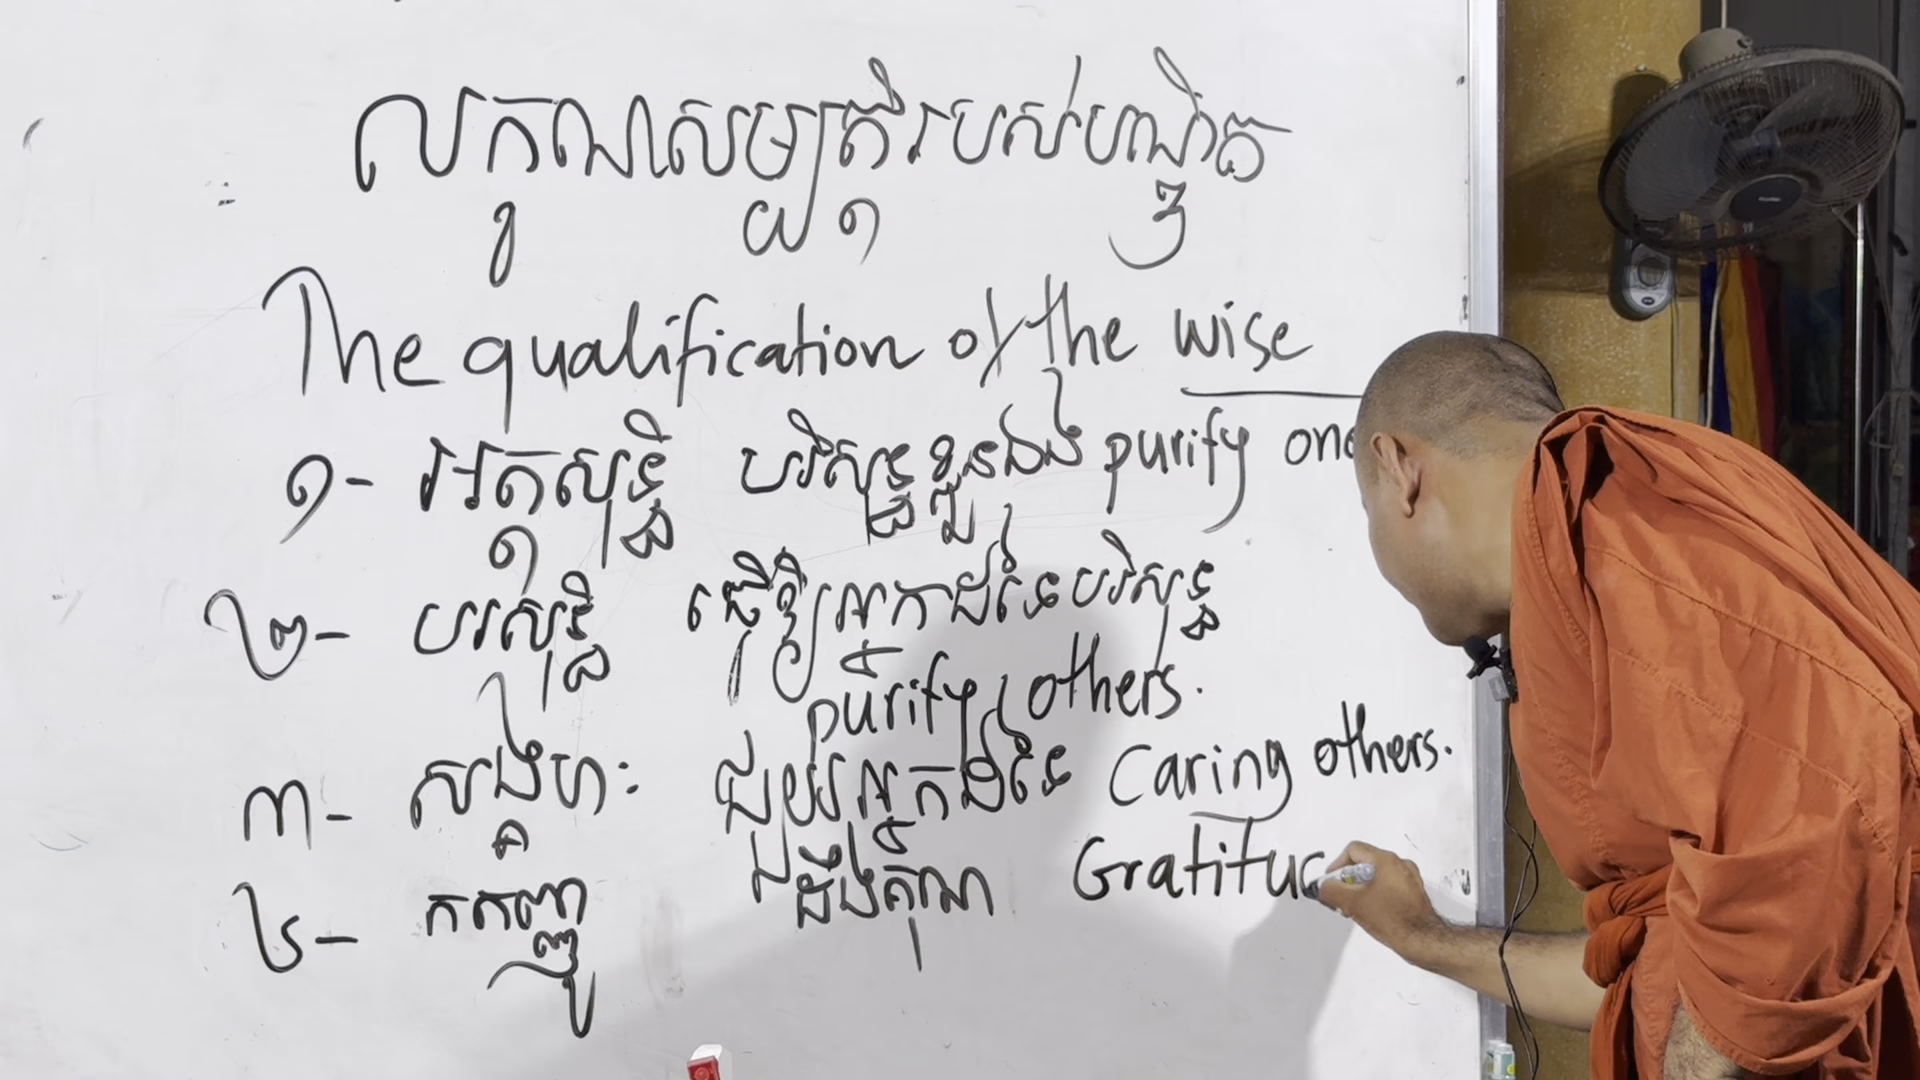 លក្ខណសម្បត្តិរបស់បណ្ឌិត
The qualification of the wise
១- អត្តសុទ្ធិ បរិសុទ្ធខ្លួនឯង purify one
២- បរសុទ្ធិ ធ្វើឱ្យអ្នកដទៃបរិសុទ្ធ
purify others.
៣- សង្គហៈ ជួយអ្នកដទៃ Caring others.
៤- កតញ្ញូ ដឹងគុណ Gratitud